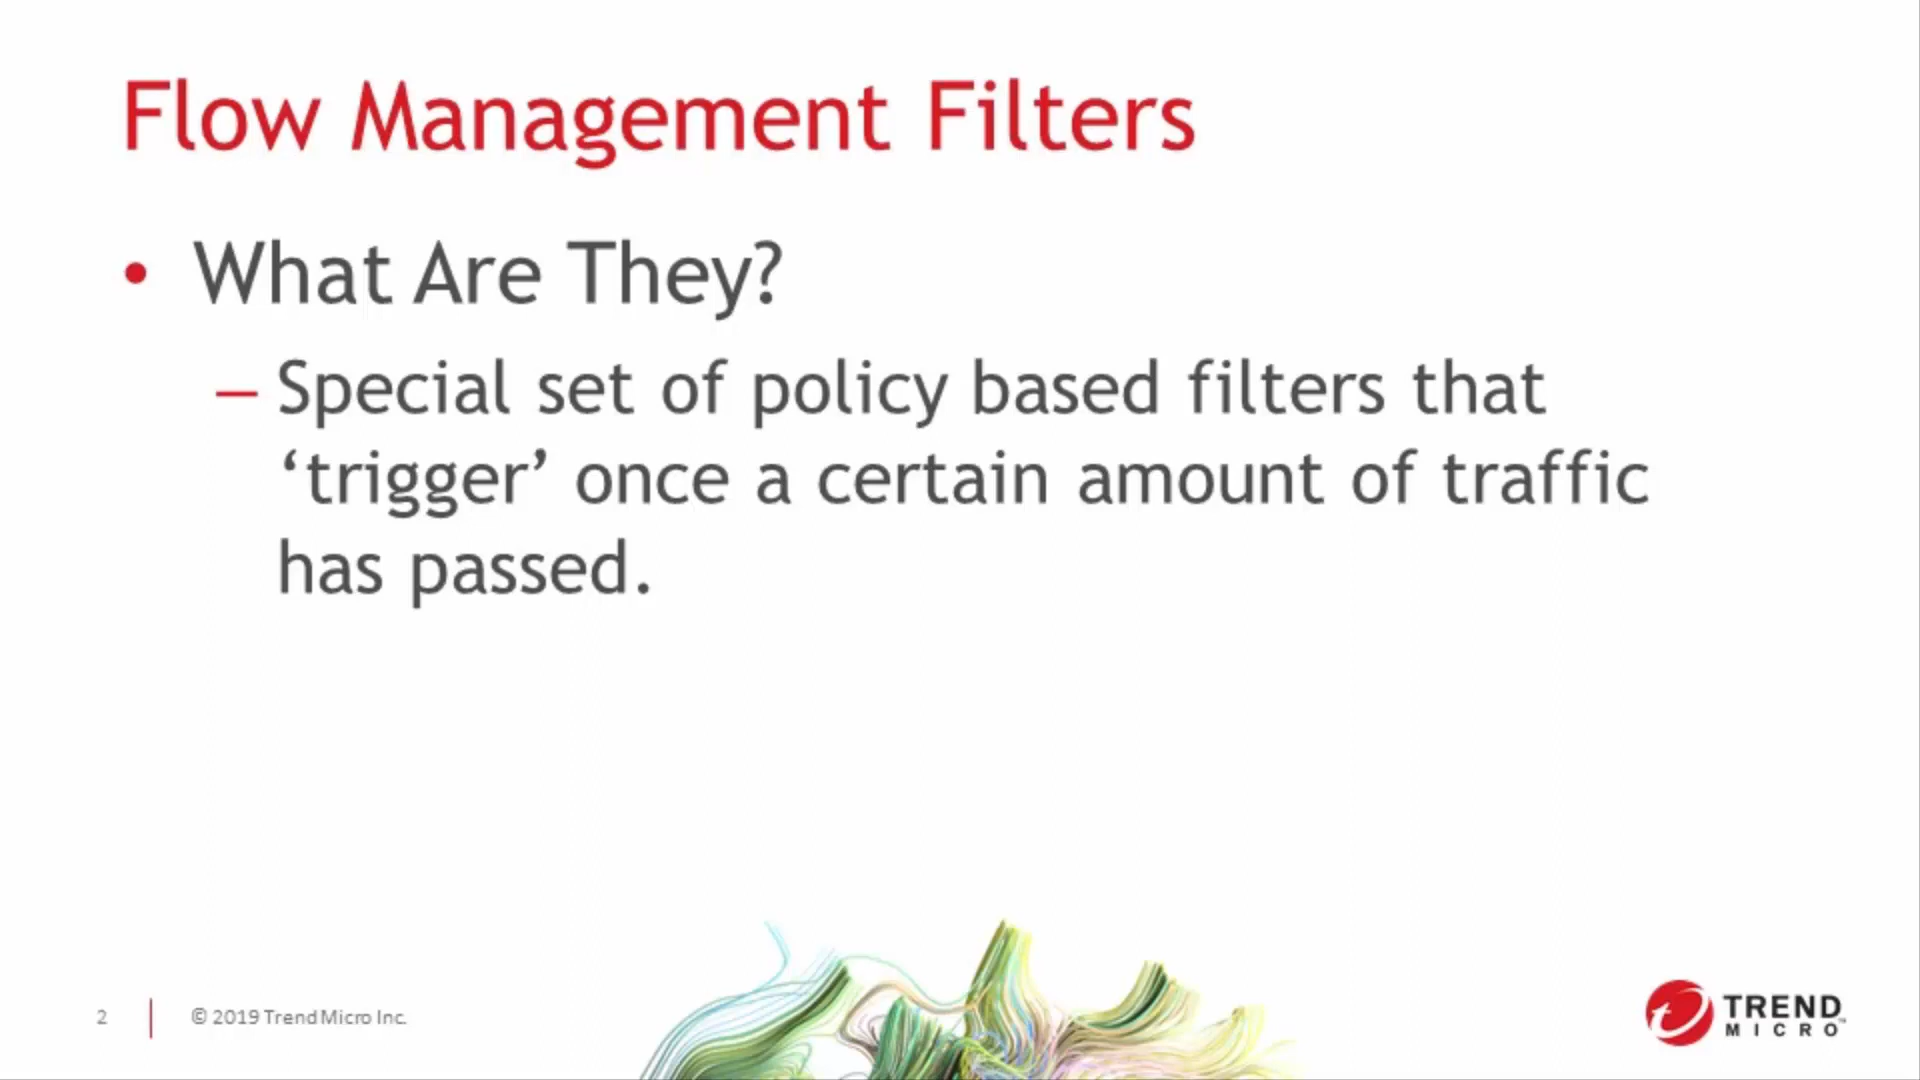 Flow Management Filters
• What Are They?
– Special set of policy based filters that
‘trigger’ once a certain amount of traffic
has passed.
2
© 2019 Trend Micro Inc.
TREND
MICRO™